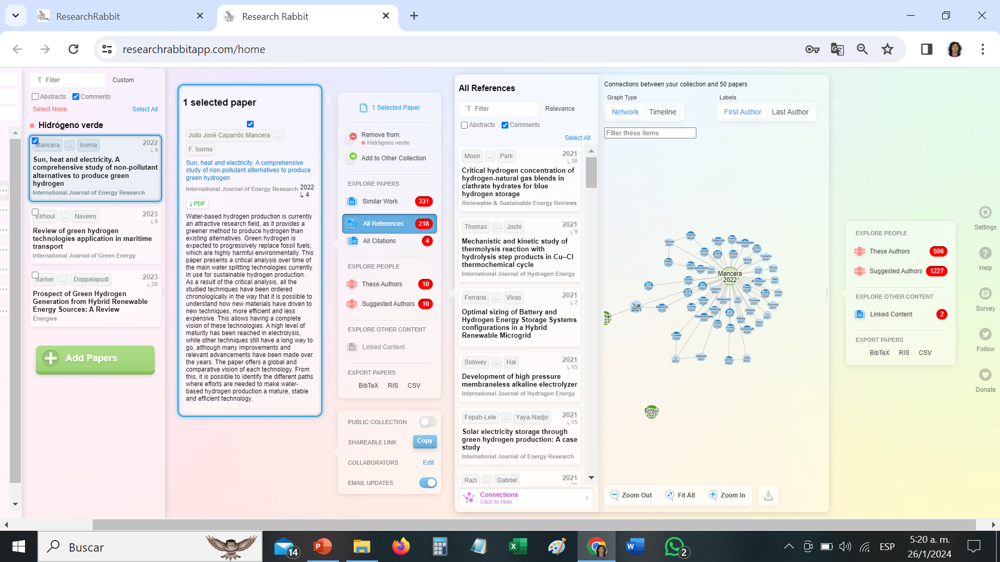 ResearchRabbit
Research Rabbit
researchrabbitapp.com/home
Filter
Custom
Abstracts
Comments
Select None
Select All
Hidrógeno verde
Mancera ... Isorna
2022
4
Sun, heat and electricity. A
comprehensive study of non-pollutant
alternatives to produce green
hydrogen
International Journal of Energy Research
Elrhoul ... Naveiro
2023
0
Review of green hydrogen
technologies application in maritime
transport
International Journal of Green Energy
Sarker ... Doppalapudi
2023
20
Prospect of Green Hydrogen
Generation from Hybrid Renewable
Energy Sources: A Review
Energies
Add Papers
1 selected paper
Julio José Caparrós Mancera ...
F. Isorna
Sun, heat and electricity. A comprehensive
study of non-pollutant alternatives to produce
green hydrogen
International Journal of Energy Research
2022
4
PDF
Water-based hydrogen production is currently
an attractive research field, as it provides a
greener method to produce hydrogen than
existing alternatives. Green hydrogen is
expected to progressively replace fossil fuels,
which are highly harmful environmentally. This
paper presents a critical analysis over time of
the main water splitting technologies currently
in use for sustainable hydrogen production.
As a result of the critical analysis, all the
studied techniques have been ordered
chronologically in the way that it is possible to
understand how new materials have driven to
new techniques, more efficient and less
expensive. This allows having a complete
vision of these technologies. A high level of
maturity has been reached in electrolysis,
while other techniques still have a long way to
go, although many improvements and
relevant advancements have been made over
the years. The paper offers a global and
comparative vision of each technology. From
this, it is possible to identify the different paths
where efforts are needed to make water-
based hydrogen production a mature, stable
and efficient technology.
1 Selected Paper
Remove from:
Hidrógeno verde
Add to Other Collection
EXPLORE PAPERS
Similar Work 331
All References 218
All Citations 4
EXPLORE PEOPLE
These Authors 10
Suggested Authors 10
EXPLORE OTHER CONTENT
Linked Content
EXPORT PAPERS
BibTeX RIS CSV
PUBLIC COLLECTION
SHAREABLE LINK Copy
COLLABORATORS Edit
EMAIL UPDATES
All References
Filter
Relevance
Abstracts
Comments
Select All
Moon ... Park
2021
30
Critical hydrogen concentration of
hydrogen-natural gas blends in
clathrate hydrates for blue
hydrogen storage
Renewable & Sustainable Energy Reviews
Thomas ... Joshi
2021
9
Mechanistic and kinetic study of
thermolysis reaction with
hydrolysis step products in Cu–Cl
thermochemical cycle
International Journal of Hydrogen Energy
Ferrario ... Vivas
2021
2
Optimal sizing of Battery and
Hydrogen Energy Storage Systems
configurations in a Hybrid
Renewable Microgrid
Solovey ... Hai
2021
15
Development of high pressure
membraneless alkaline electrolyzer
International Journal of Hydrogen Energy
Fopah-Lele ... Yaya-Nadjo
2021
15
Solar electricity storage through
green hydrogen production: A case
study
International Journal of Energy Research
Razi ... Gabriel
2021
Connections
Click to Hide
Connections between your collection and 50 papers
Graph Type
Labels
Network Timeline
First Author Last Author
Filter these items
Mancera
2022
Yue
2021
rker
23
Elrhoul
2023
Zoom Out
Fit All
Zoom In
EXPLORE PEOPLE
These Authors 596
Suggested Authors 1227
EXPLORE OTHER CONTENT
Linked Content 2
EXPORT PAPERS
BibTeX RIS CSV
Settings
Help
Survey
Follow
Donate
Buscar
14
2
ESP
5:20 a. m.
26/1/2024